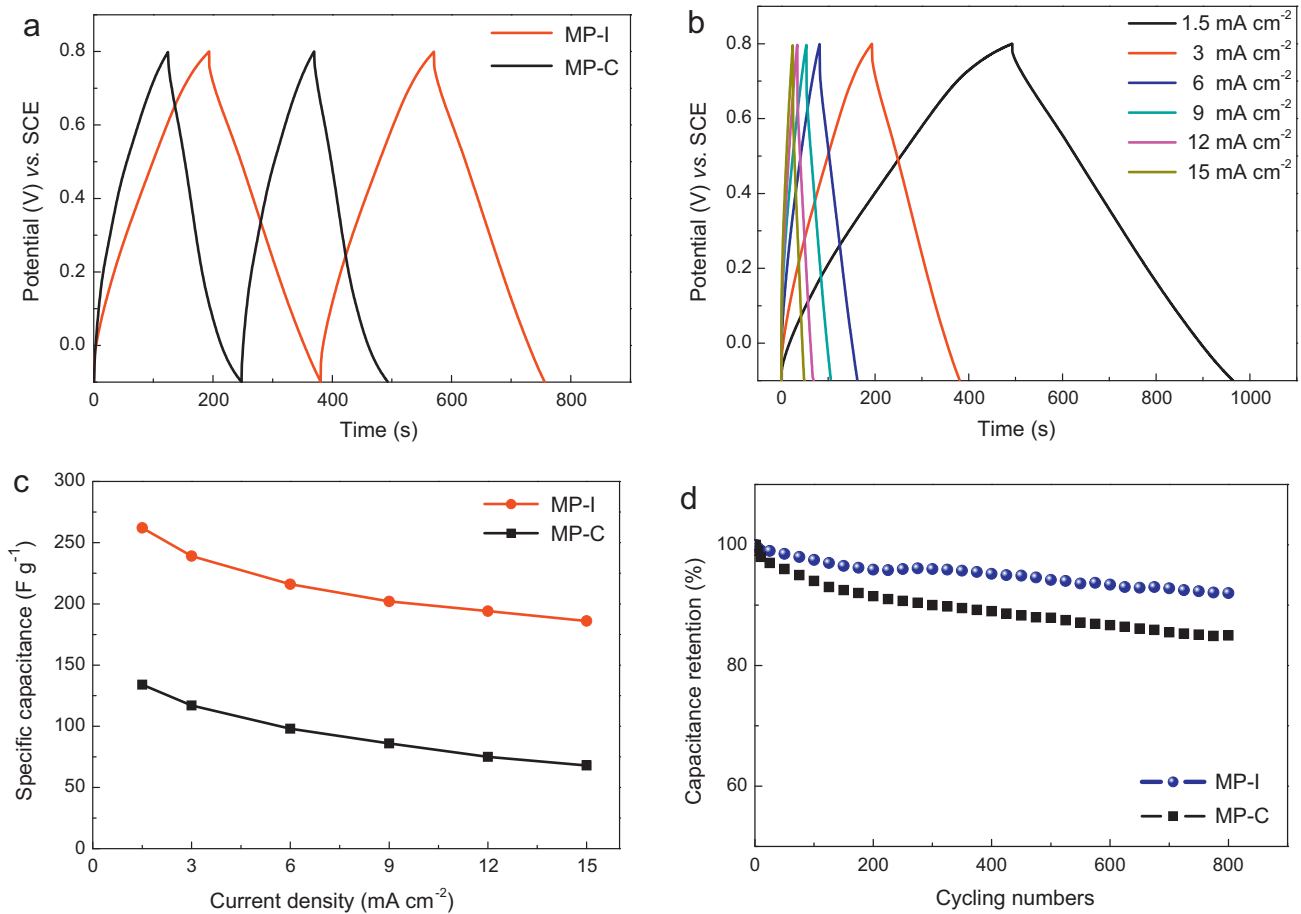 a
MP-I
MP-C
0.8
0.6
0.4
0.2
0.0
Potential (V) vs. SCE
0 200 400 600 800
Time (s)
b
1.5 mA cm⁻²
3 mA cm⁻²
6 mA cm⁻²
9 mA cm⁻²
12 mA cm⁻²
15 mA cm⁻²
0.8
0.6
0.4
0.2
0.0
Potential (V) vs. SCE
0 200 400 600 800 1000
Time (s)
c
MP-I
MP-C
300
250
200
150
100
50
0
Specific capacitance (F g⁻¹)
0 3 6 9 12 15
Current density (mA cm⁻²)
d
100
80
60
Capacitance retention (%)
MP-I
MP-C
0 200 400 600 800
Cycling numbers